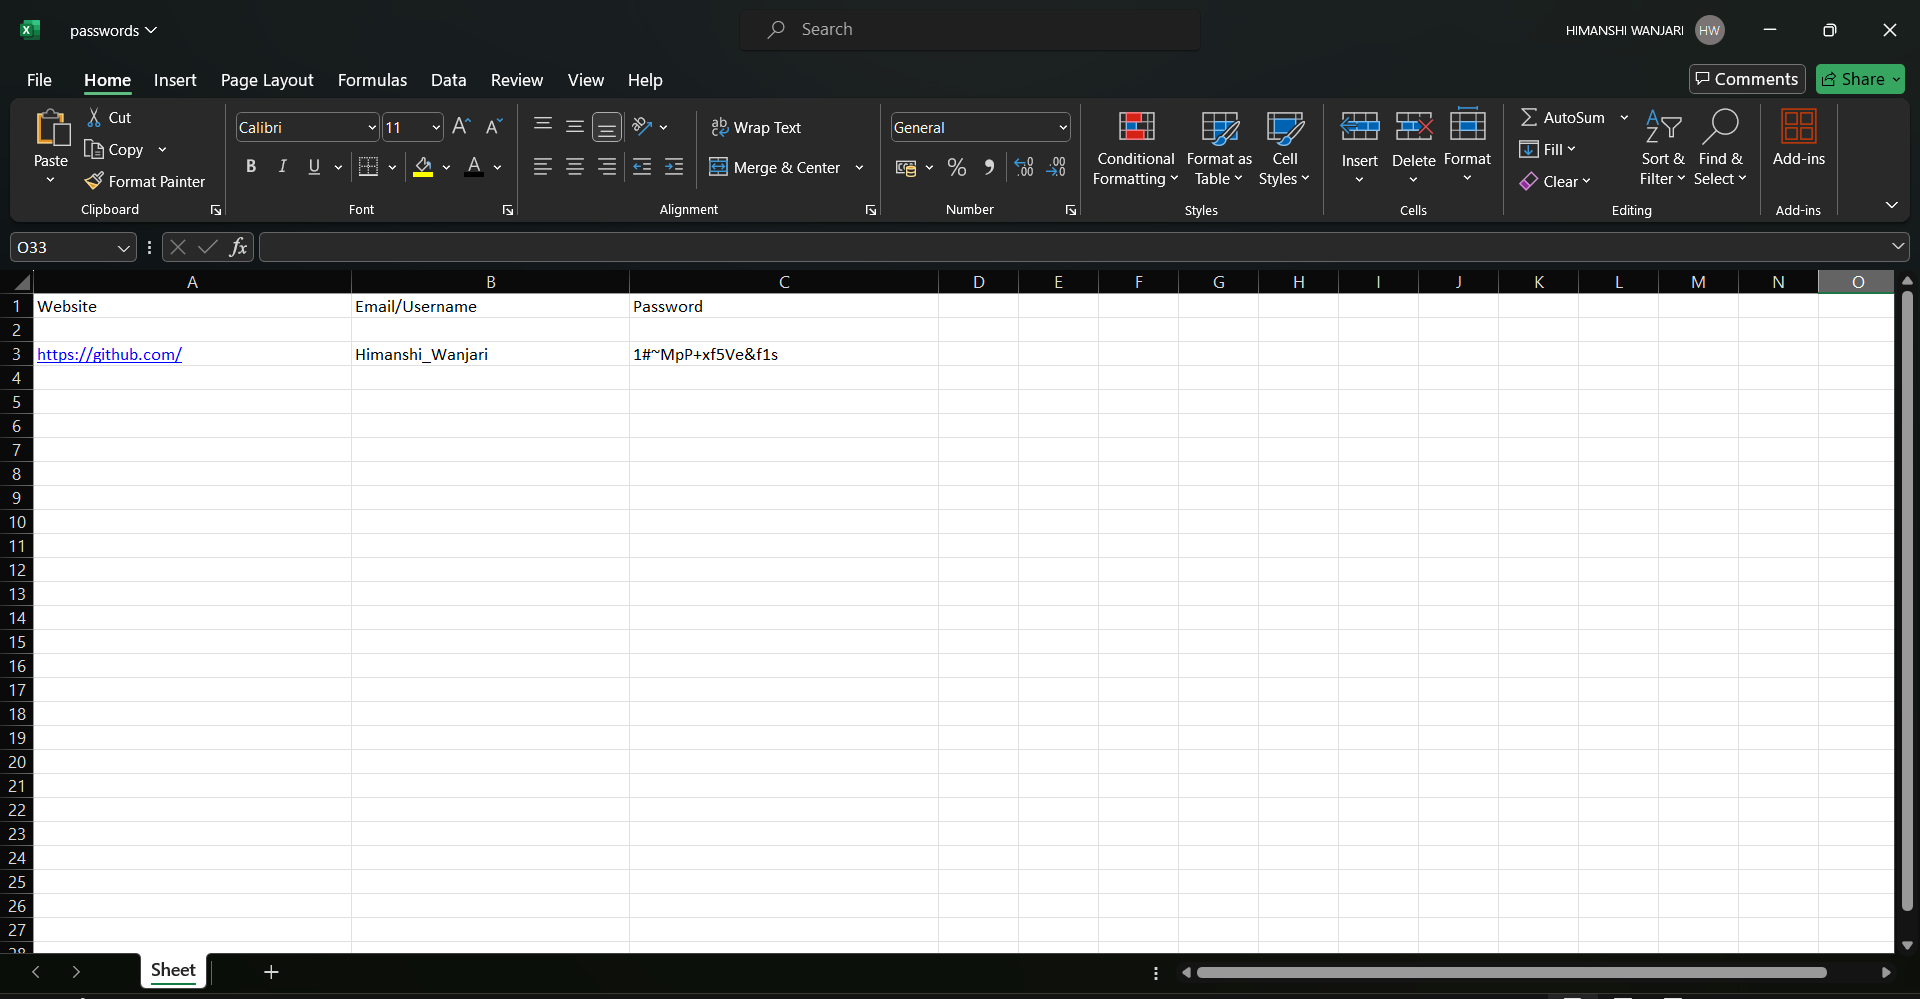 passwords
Search
HIMANSHI WANJARI HW
File Home Insert Page Layout Formulas Data Review View Help
Comments Share
Paste
Cut
Copy
Format Painter
Clipboard
Calibri 11
B I U A
Font
ab Wrap Text
Merge & Center
Alignment
General
Number
Conditional Formatting
Format as Table
Cell Styles
Styles
Insert Delete Format
Cells
AutoSum
Fill
Clear
Sort & Filter
Find & Select
Editing
Add-ins
Add-ins
O33 fx
A B C D E F G H I J K L M N O
1 Website Email/Username Password
2
3 https://github.com/ Himanshi_Wanjari 1#~MpP+xf5Ve&f1s
4
5
6
7
8
9
10
11
12
13
14
15
16
17
18
19
20
21
22
23
24
25
26
27
28
Sheet